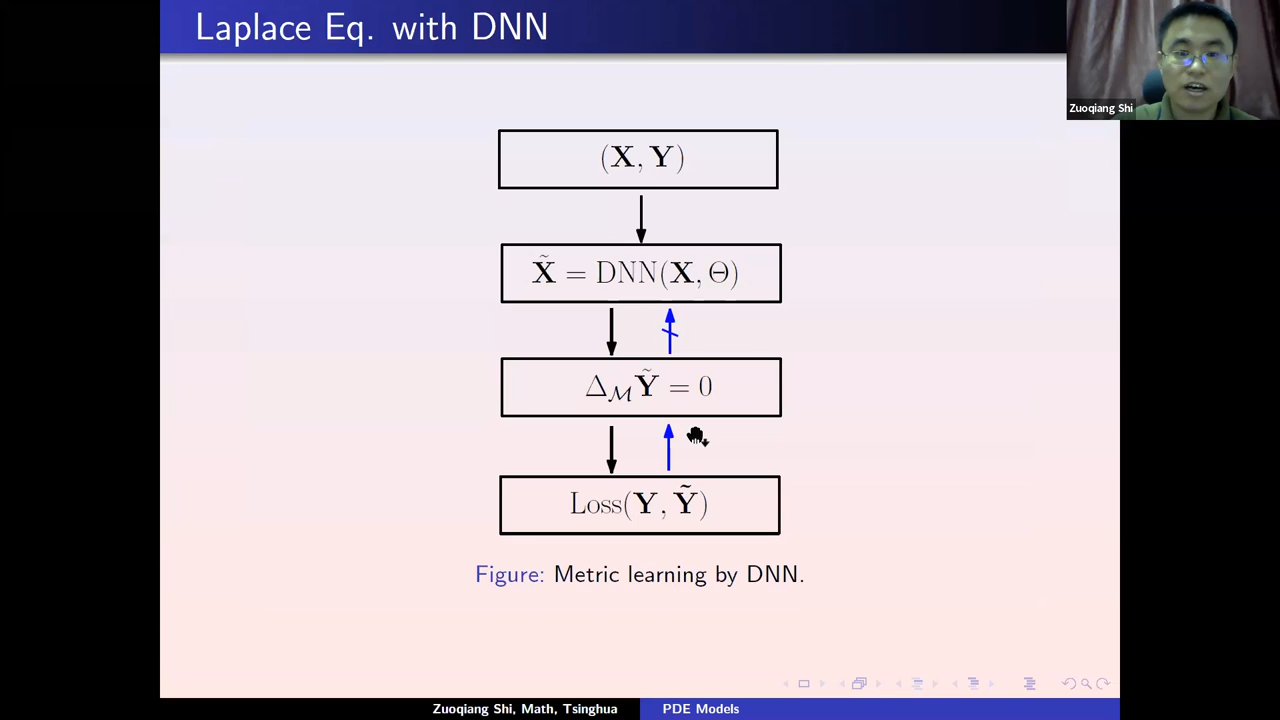 Laplace Eq. with DNN
Zuoqiang Shi
(X, Y)
X̃ = DNN(X, Θ)
Δ_ℳ Ỹ = 0
Loss(Y, Ỹ)
Figure: Metric learning by DNN.
Zuoqiang Shi, Math, Tsinghua
PDE Models